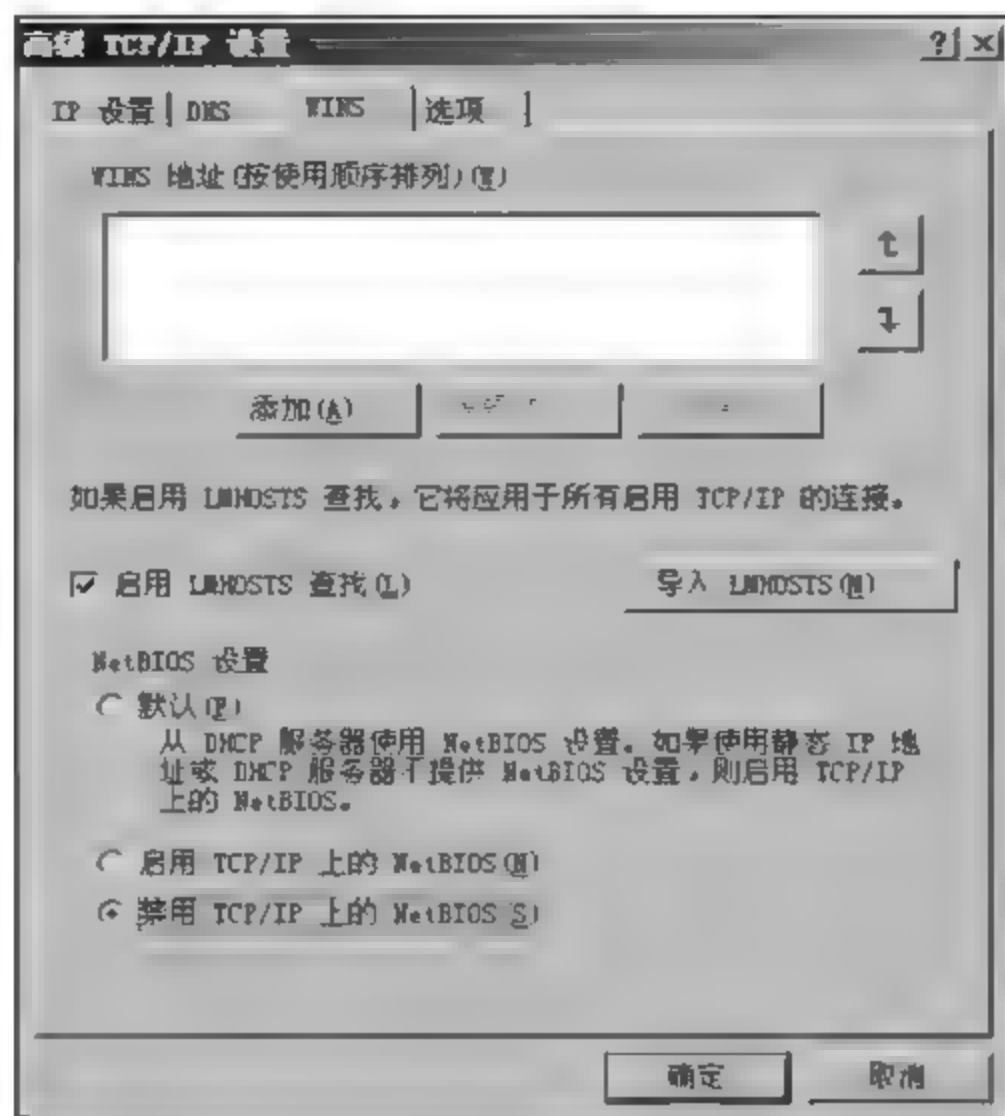 高级 TCP/IP 设置
IP 设置 DNS WINS 选项
WINS 地址(按使用顺序排列)(W)
添加(A)
如果启用 LMHOSTS 查找，它将应用于所有启用 TCP/IP 的连接。
启用 LMHOSTS 查找(L)
导入 LMHOSTS(M)
NetBIOS 设置
默认(F)
从 DHCP 服务器使用 NetBIOS 设置。如果使用静态 IP 地
址或 DHCP 服务器不提供 NetBIOS 设置，则启用 TCP/IP
上的 NetBIOS。
启用 TCP/IP 上的 NetBIOS(N)
禁用 TCP/IP 上的 NetBIOS(S)
确定 取消